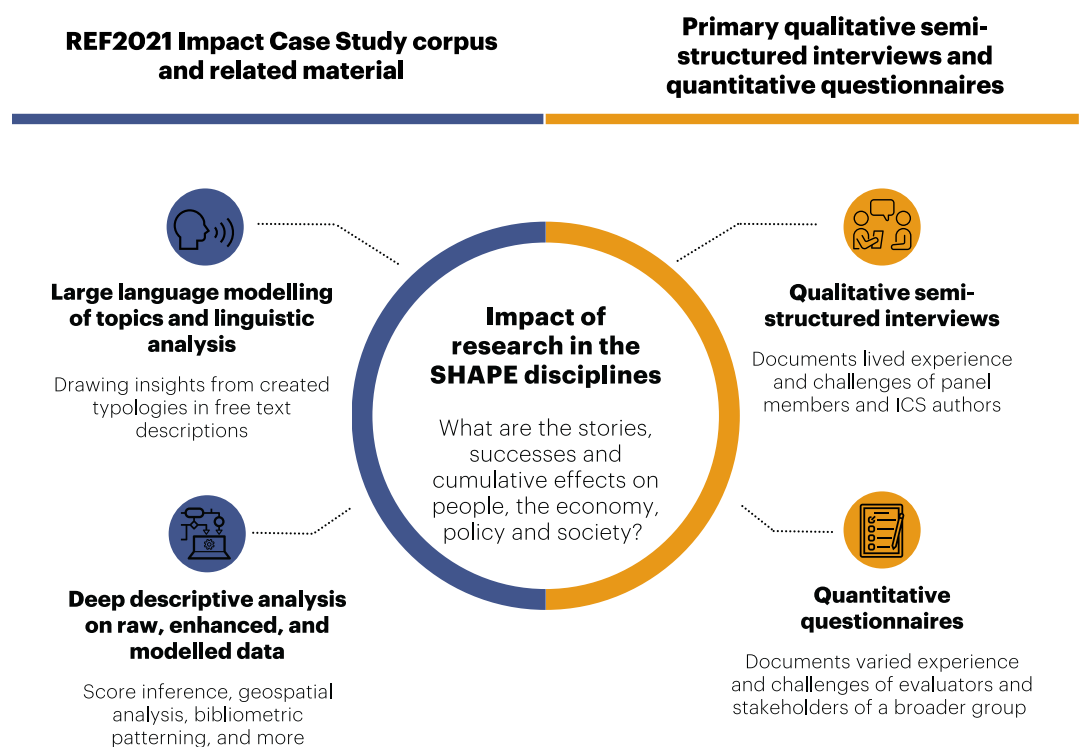 REF2021 Impact Case Study corpus
and related material
Primary qualitative semi-
structured interviews and
quantitative questionnaires
Large language modelling
of topics and linguistic
analysis
Drawing insights from created
typologies in free text
descriptions
Deep descriptive analysis
on raw, enhanced, and
modelled data
Score inference, geospatial
analysis, bibliometric
patterning, and more
Impact of
research in the
SHAPE disciplines
What are the stories,
successes and
cumulative effects on
people, the economy,
policy and society?
Qualitative semi-
structured interviews
Documents lived experience
and challenges of panel
members and ICS authors
Quantitative
questionnaires
Documents varied experience
and challenges of evaluators and
stakeholders of a broader group